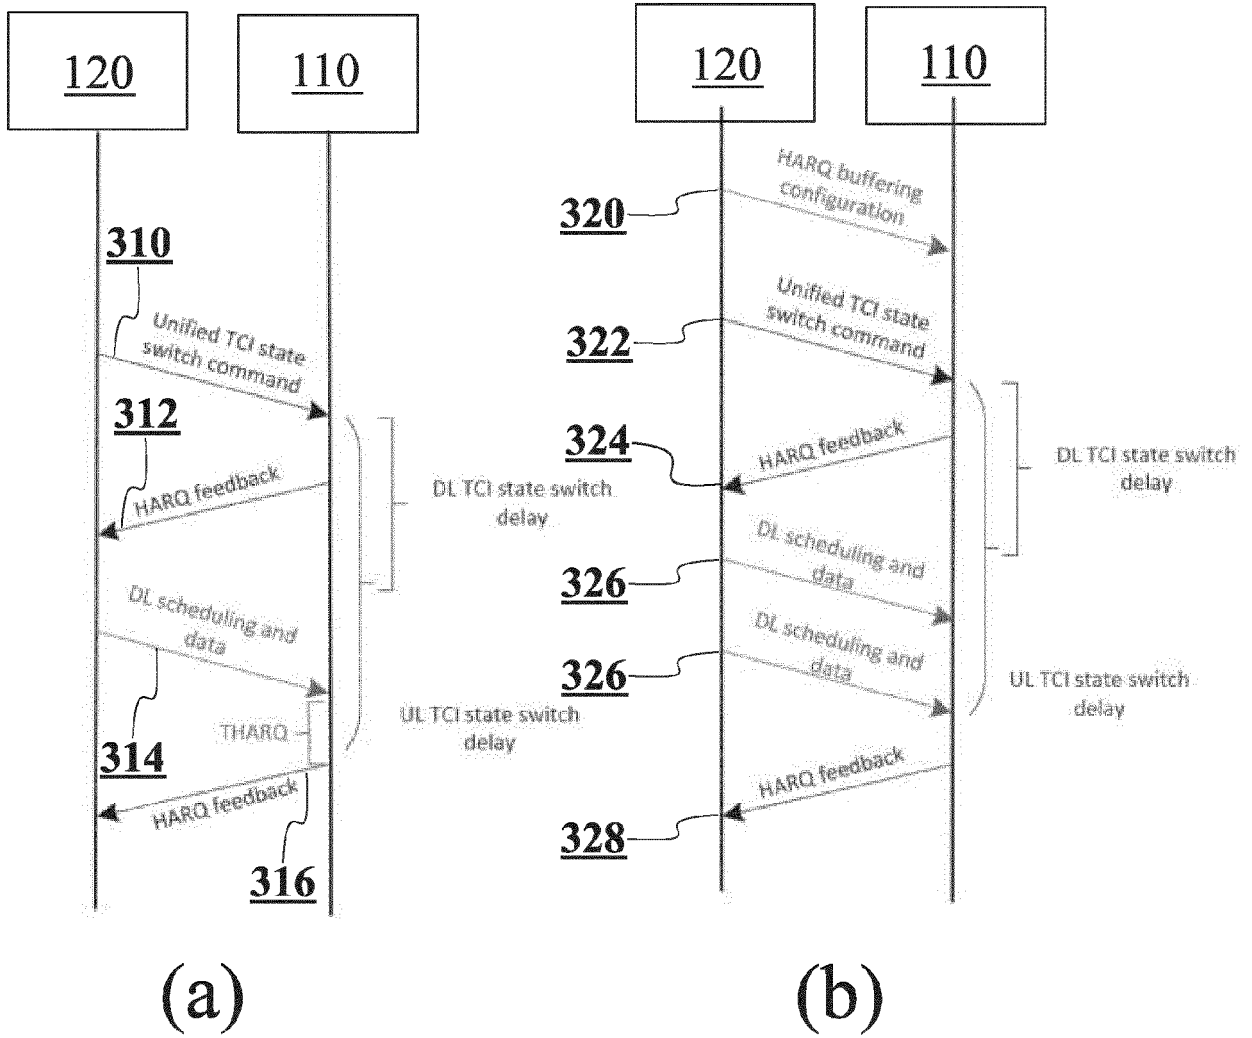 120
110
310
Unified TCI state
switch command
312
HARQ feedback
DL TCI state switch
delay
DL scheduling and
data
314
THARQ
UL TCI state switch
delay
HARQ feedback
316
(a)
120
110
HARQ buffering
configuration
320
Unified TCI state
switch command
322
324
HARQ feedback
DL TCI state switch
delay
DL scheduling and
data
326
DL scheduling and
data
326
UL TCI state switch
delay
HARQ feedback
328
(b)